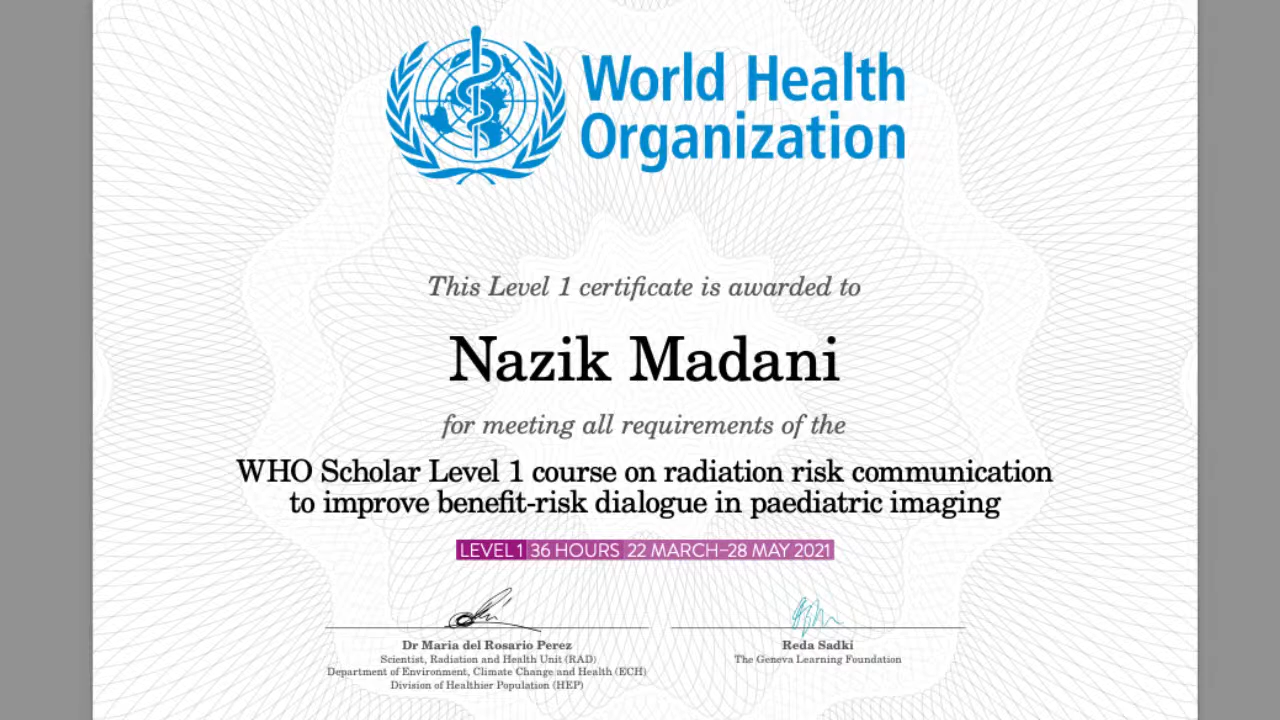 World Health
Organization
This Level 1 certificate is awarded to
Nazik Madani
for meeting all requirements of the
WHO Scholar Level 1 course on radiation risk communication
to improve benefit-risk dialogue in paediatric imaging
LEVEL 1 36 HOURS 22 MARCH–28 MAY 2021
Dr Maria del Rosario Perez
Scientist, Radiation and Health Unit (RAD)
Department of Environment, Climate Change and Health (ECH)
Division of Healthier Population (HEP)
Reda Sadki
The Geneva Learning Foundation